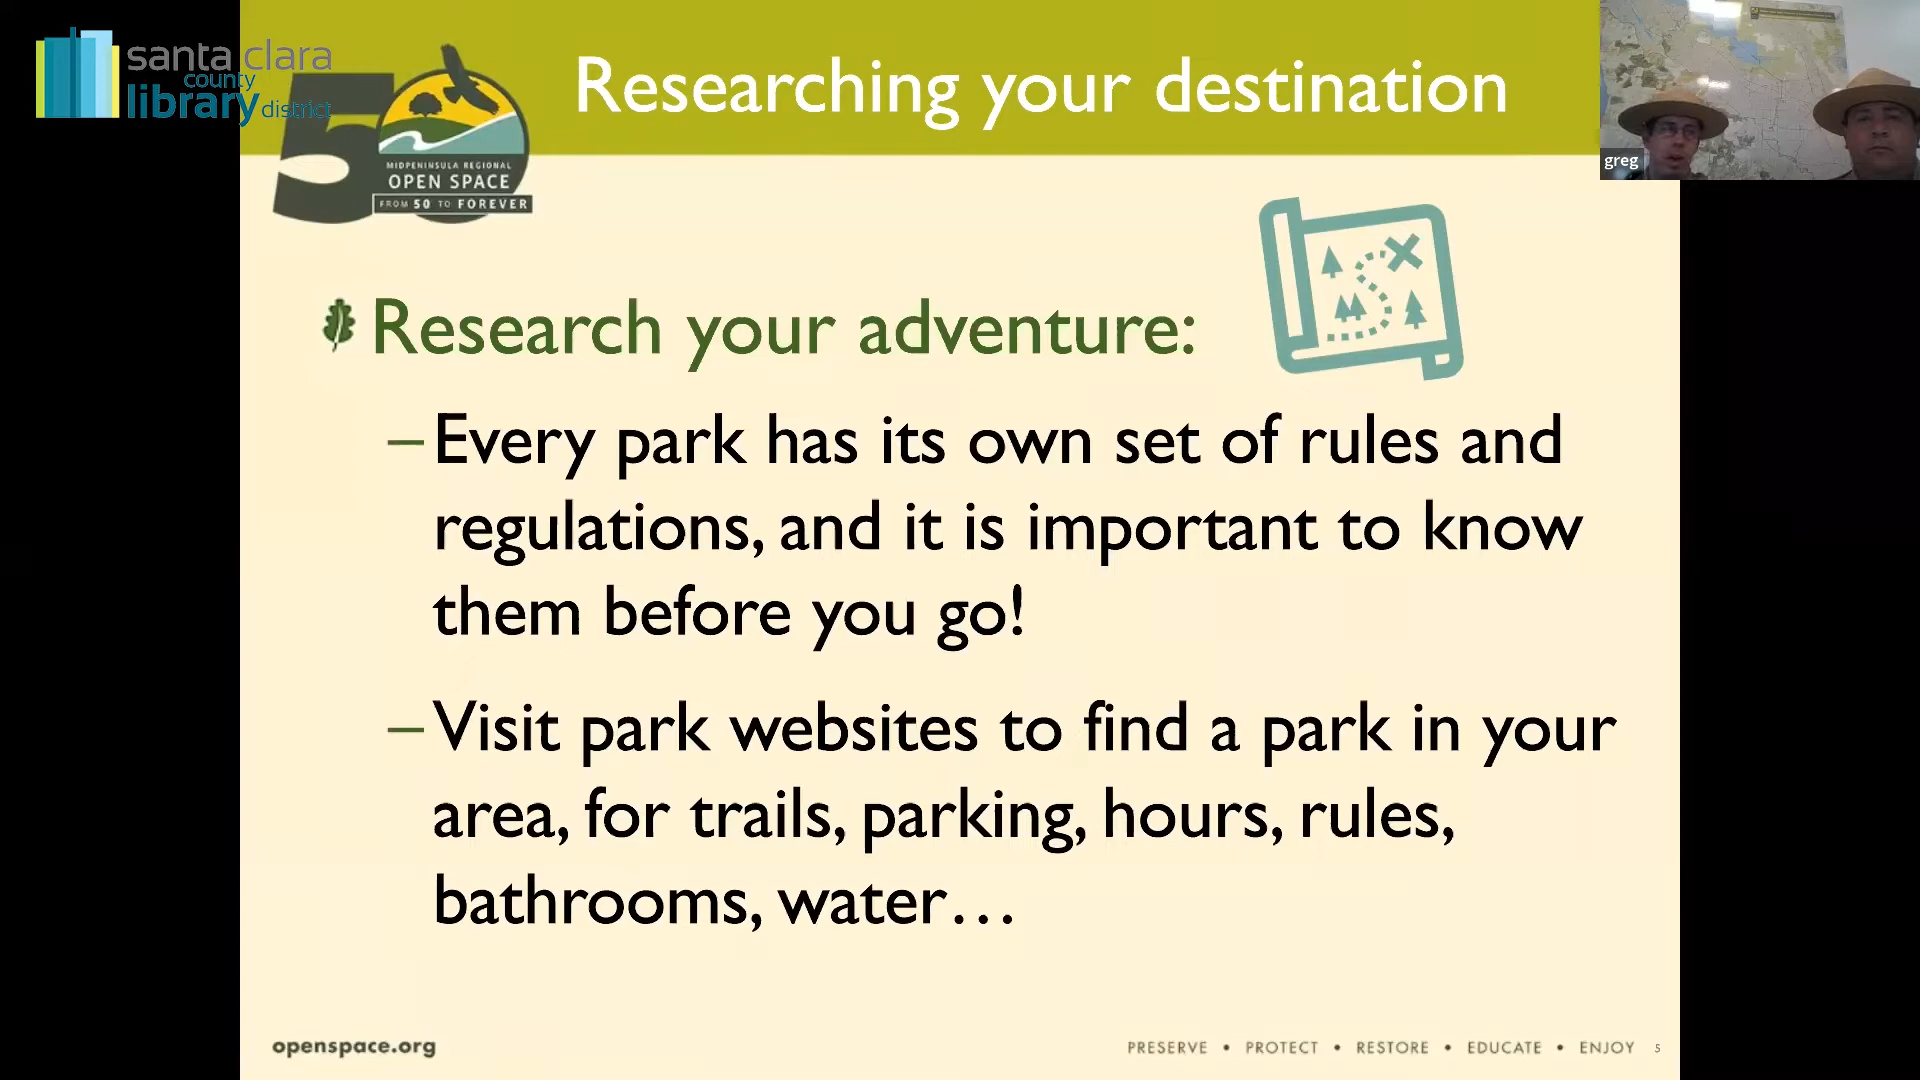 santa clara
county
library district
50
MIDPENINSULA REGIONAL
OPEN SPACE
FROM 50 TO FOREVER
Researching your destination
greg
Research your adventure:
–Every park has its own set of rules and
regulations, and it is important to know
them before you go!
–Visit park websites to find a park in your
area, for trails, parking, hours, rules,
bathrooms, water…
openspace.org
PRESERVE • PROTECT • RESTORE • EDUCATE • ENJOY 5